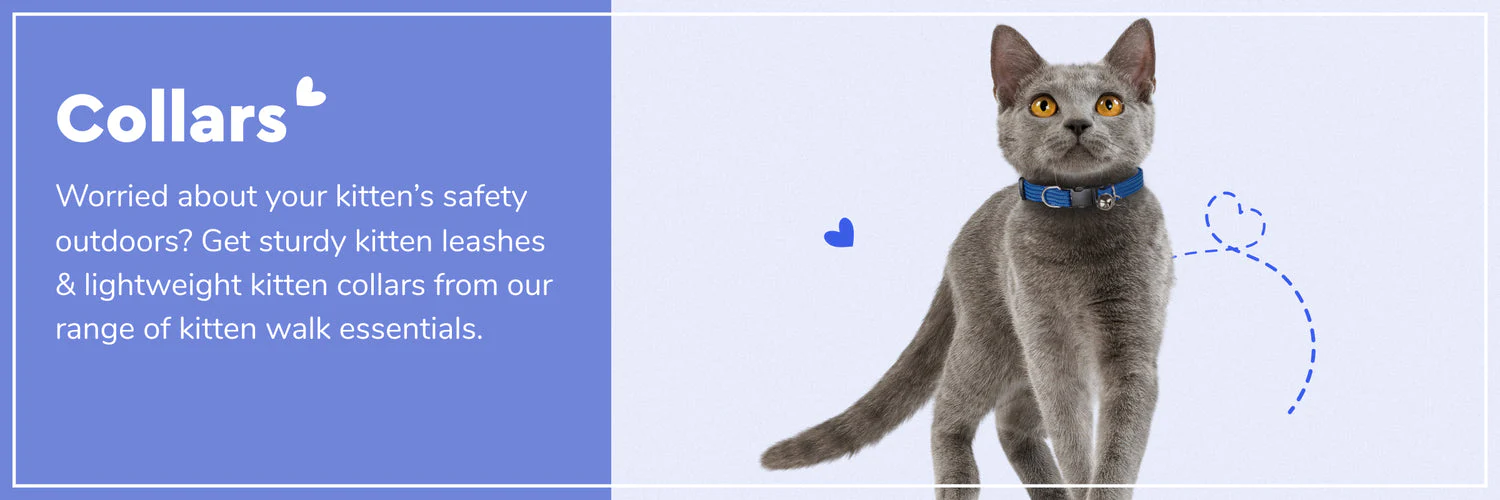 Collars
Worried about your kitten’s safety
outdoors? Get sturdy kitten leashes
& lightweight kitten collars from our
range of kitten walk essentials.